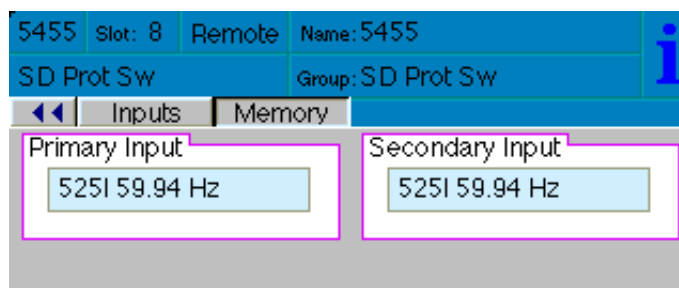 5455 Slot: 8 Remote Name: 5455
SD Prot Sw Group: SD Prot Sw
Inputs Memory
Primary Input Secondary Input
525I 59.94 Hz 525I 59.94 Hz